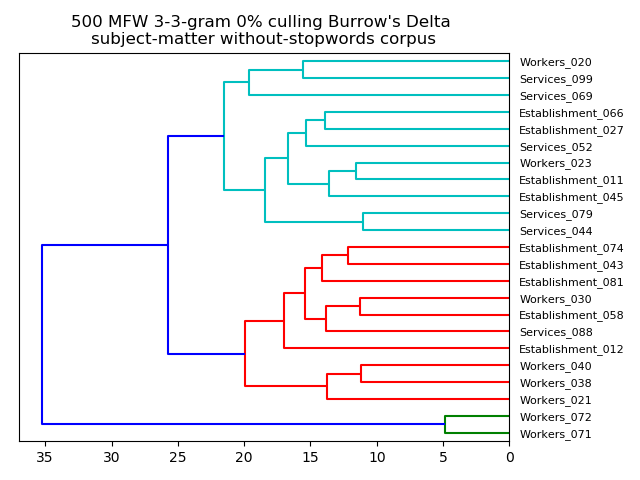 500 MFW 3-3-gram 0% culling Burrow's Delta
subject-matter without-stopwords corpus
Workers_020
Services_099
Services_069
Establishment_066
Establishment_027
Services_052
Workers_023
Establishment_011
Establishment_045
Services_079
Services_044
Establishment_074
Establishment_043
Establishment_081
Workers_030
Establishment_058
Services_088
Establishment_012
Workers_040
Workers_038
Workers_021
Workers_072
Workers_071
35 30 25 20 15 10 5 0